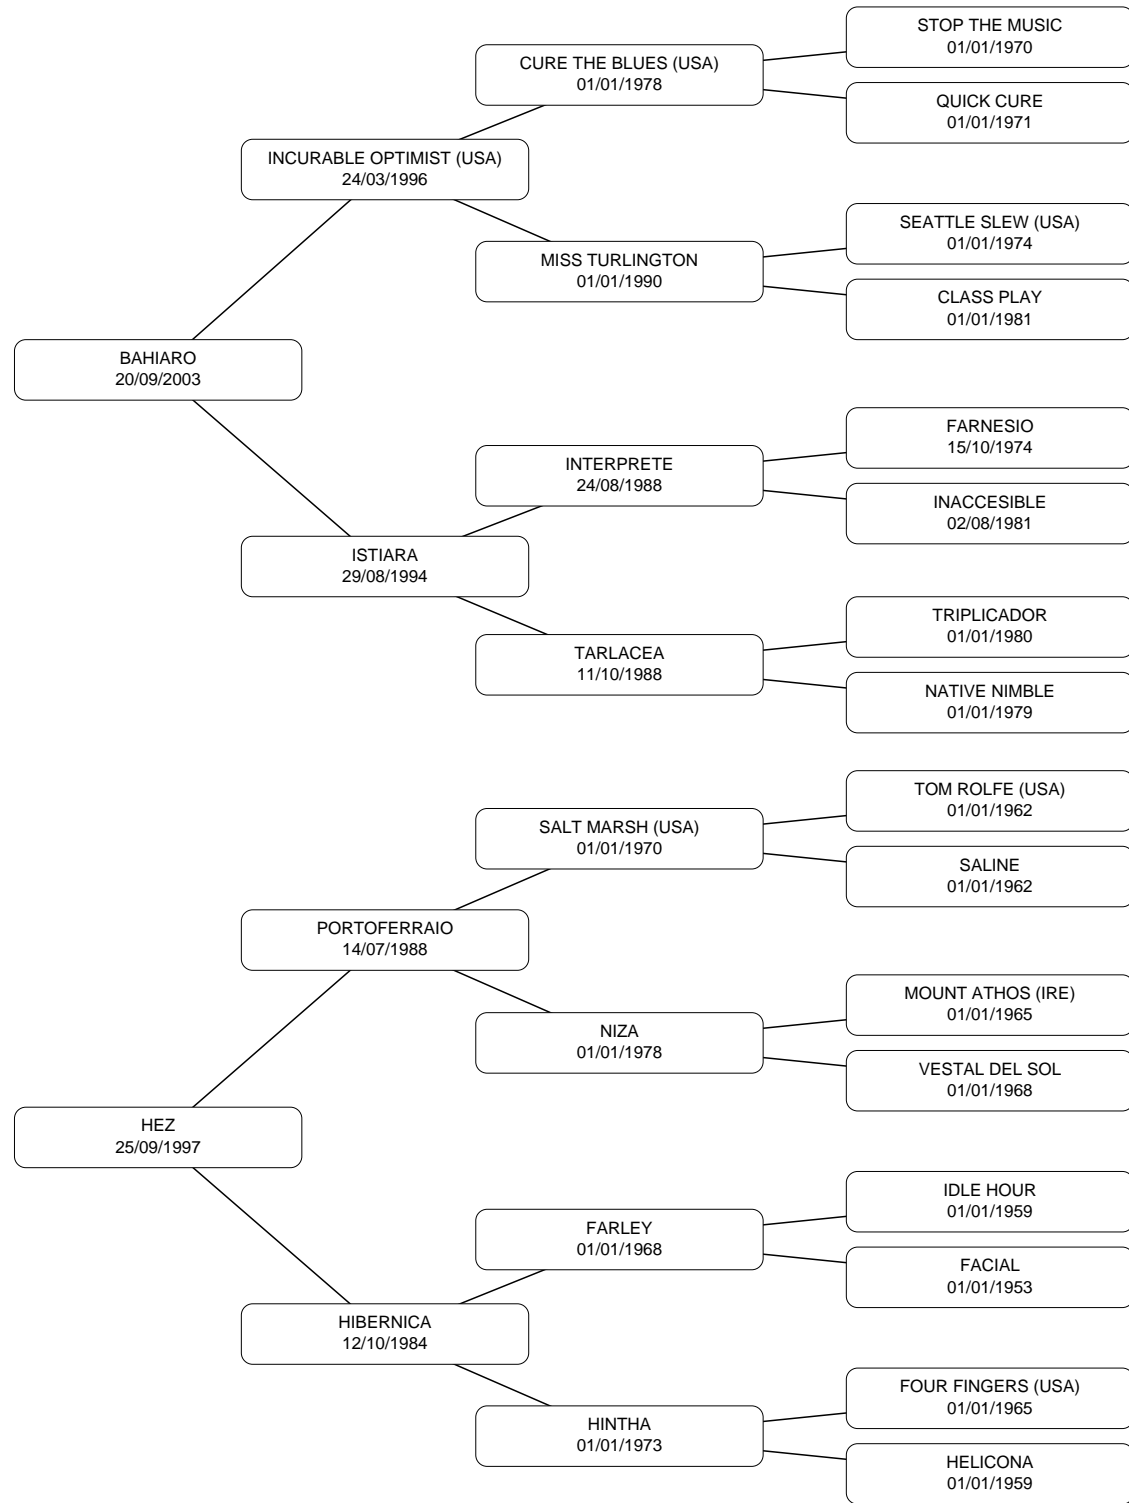 STOP THE MUSIC
01/01/1970
CURE THE BLUES (USA)
01/01/1978
QUICK CURE
01/01/1971
INCURABLE OPTIMIST (USA)
24/03/1996
SEATTLE SLEW (USA)
01/01/1974
MISS TURLINGTON
01/01/1990
CLASS PLAY
01/01/1981
BAHIARO
20/09/2003
FARNESIO
15/10/1974
INTERPRETE
24/08/1988
INACCESIBLE
02/08/1981
ISTIARA
29/08/1994
TRIPLICADOR
01/01/1980
TARLACEA
11/10/1988
NATIVE NIMBLE
01/01/1979
TOM ROLFE (USA)
01/01/1962
SALT MARSH (USA)
01/01/1970
SALINE
01/01/1962
PORTOFERRAIO
14/07/1988
MOUNT ATHOS (IRE)
01/01/1965
NIZA
01/01/1978
VESTAL DEL SOL
01/01/1968
HEZ
25/09/1997
IDLE HOUR
01/01/1959
FARLEY
01/01/1968
FACIAL
01/01/1953
HIBERNICA
12/10/1984
FOUR FINGERS (USA)
01/01/1965
HINTHA
01/01/1973
HELICONA
01/01/1959